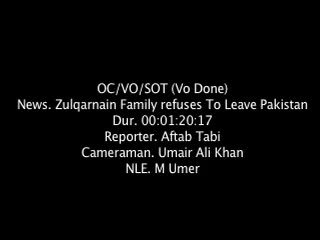 OC/VO/SOT (Vo Done)
News. Zulqarnain Family refuses To Leave Pakistan
Dur. 00:01:20:17
Reporter. Aftab Tabi
Cameraman. Umair Ali Khan
NLE. M Umer